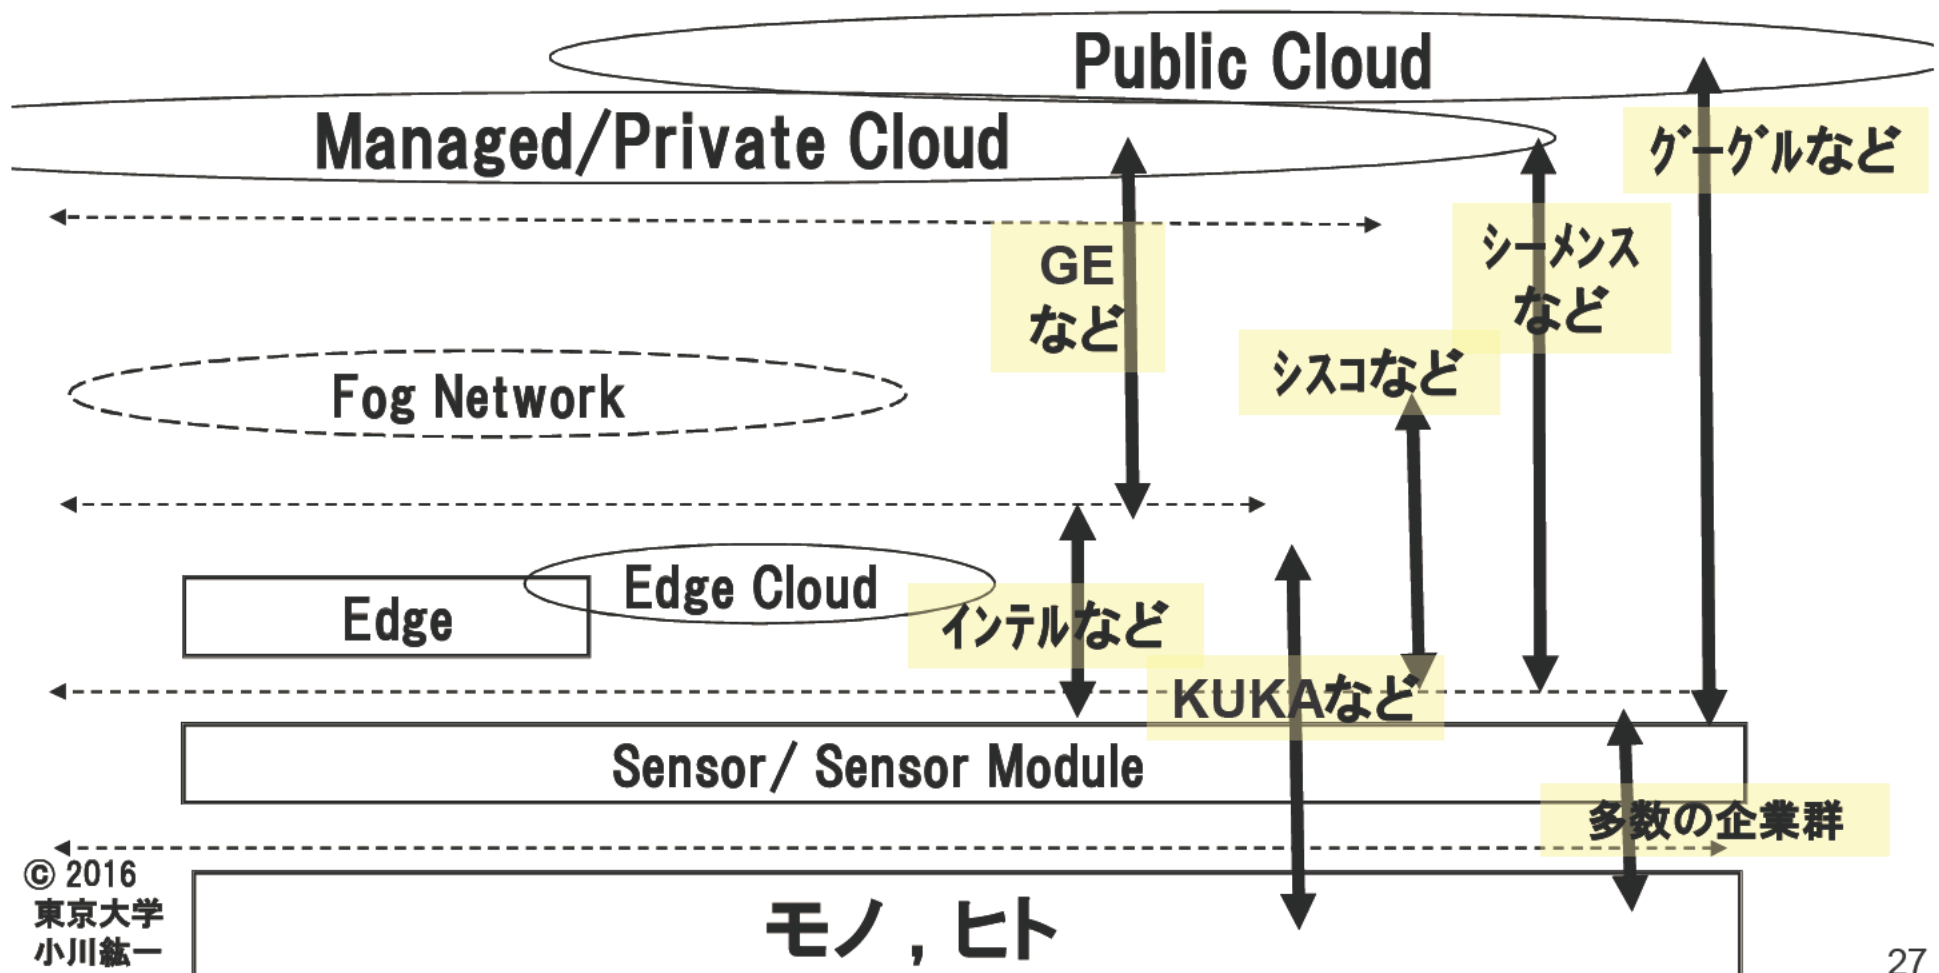 Public Cloud
Managed/Private Cloud
グーグルなど
シーメンス
など
GE
など
シスコなど
Fog Network
Edge Cloud
Edge
インテルなど
KUKAなど
Sensor/ Sensor Module
多数の企業群
モノ , ヒト
© 2016
東京大学
小川紘一
27